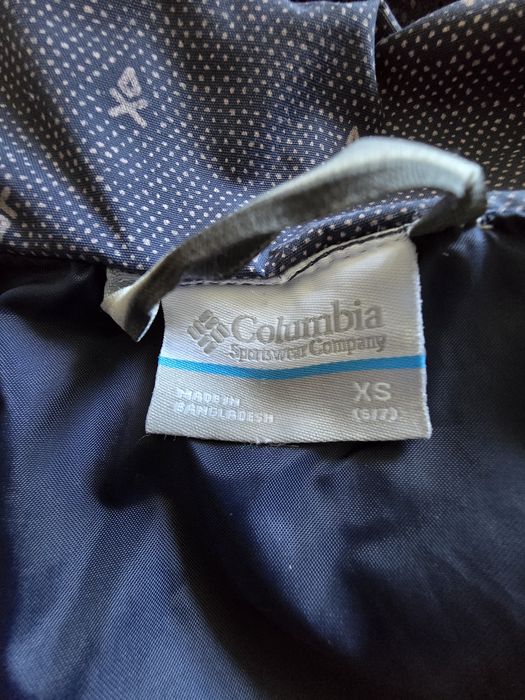 Columbia
Sportswear Company
XS
(6/7)
MADE IN
BANGLADESH